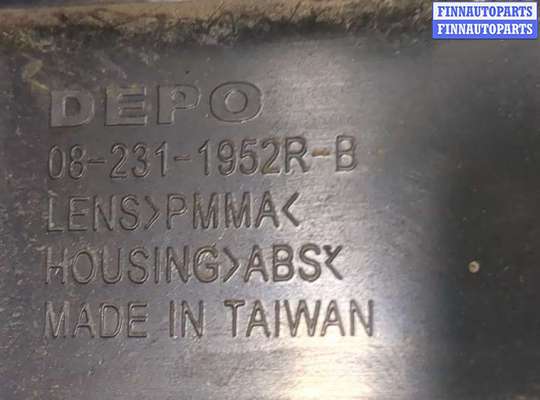 FINNAUTOPARTS
FINNAUTOPARTS
DEPO
08-231-1952R-B
LENS>PMMA<
HOUSING>ABS<
MADE IN TAIWAN